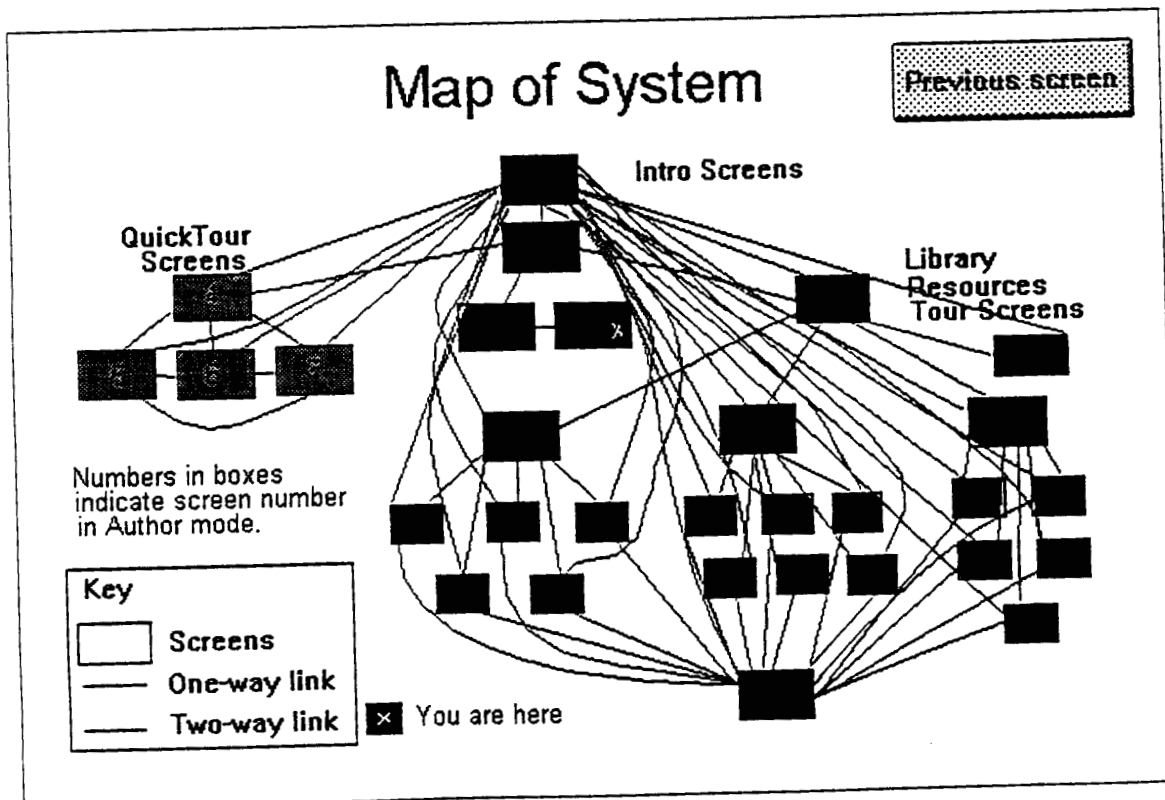 Map of System
Previous screen
Intro Screens
QuickTour
Screens
Library
Resources
Tour Screens
x
Numbers in boxes
indicate screen number
in Author mode.
Key
Screens
One-way link
Two-way link
x You are here